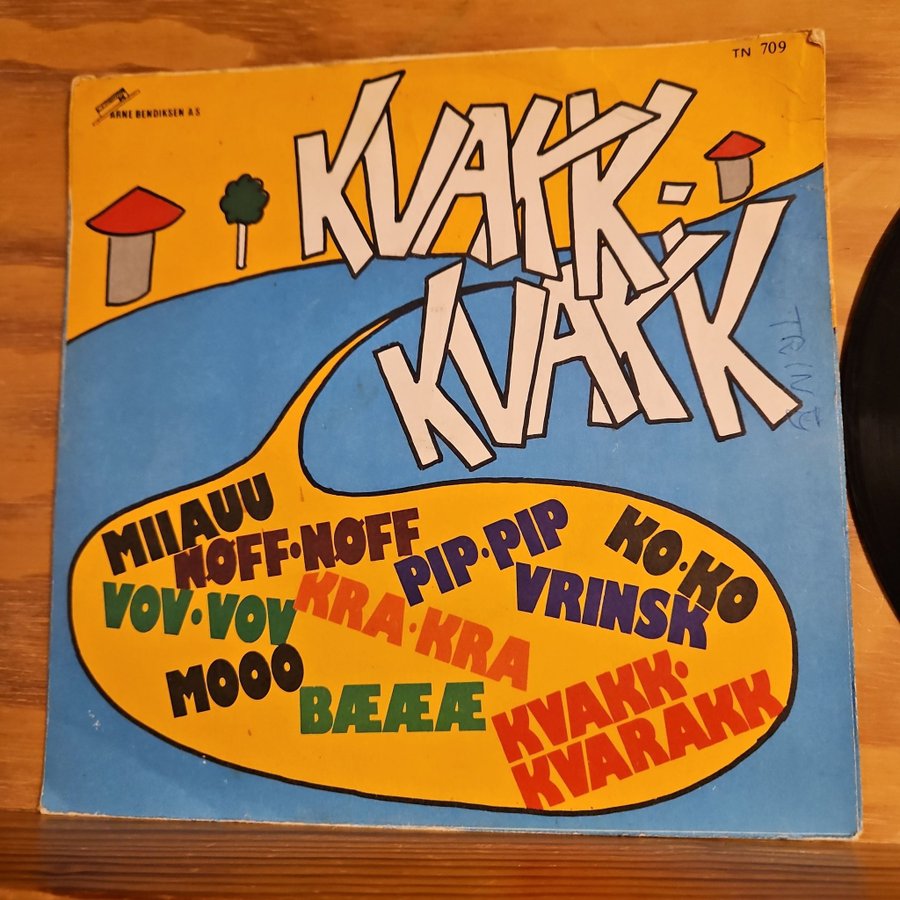 TN 709
ARNE BENDIKSEN A.S
KVAKK-
KVAKK
TRINE
MIIAUU
NØFF•NØFF
PIP•PIP
KO•KO
VOV•VOV
KRA•KRA
VRINSK
MOOO
BÆÆÆ
KVAKK•
KVARAKK